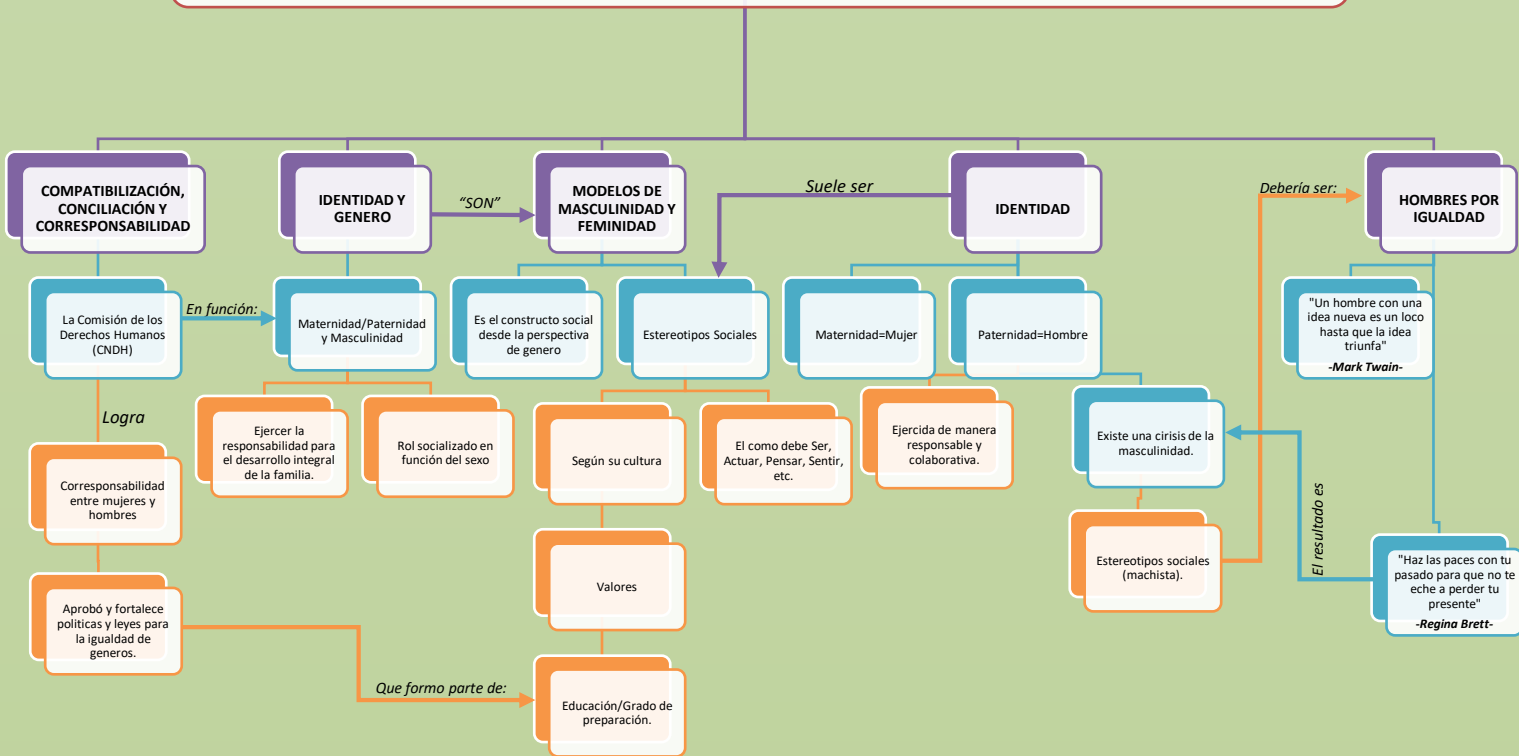 COMPATIBILIZACIÓN,
CONCILIACIÓN Y
CORRESPONSABILIDAD
IDENTIDAD Y
GENERO
"SON"
MODELOS DE
MASCULINIDAD Y
FEMINIDAD
Suele ser
IDENTIDAD
Debería ser:
HOMBRES POR
IGUALDAD
La Comisión de los
Derechos Humanos
(CNDH)
En función:
Maternidad/Paternidad
y Masculinidad
Es el constructo social
desde la perspectiva
de genero
Estereotipos Sociales
Maternidad=Mujer
Paternidad=Hombre
"Un hombre con una
idea nueva es un loco
hasta que la idea
triunfa"
-Mark Twain-
Logra
Ejercer la
responsabilidad para
el desarrollo integral
de la familia.
Rol socializado en
función del sexo
Según su cultura
El como debe Ser,
Actuar, Pensar, Sentir,
etc.
Ejercida de manera
responsable y
colaborativa.
Existe una cirisis de la
masculinidad.
Corresponsabilidad
entre mujeres y
hombres
El resultado es
Estereotipos sociales
(machista).
"Haz las paces con tu
pasado para que no te
eche a perder tu
presente"
-Regina Brett-
Valores
Aprobó y fortalece
politicas y leyes para
la igualdad de
generos.
Que formo parte de:
Educación/Grado de
preparación.